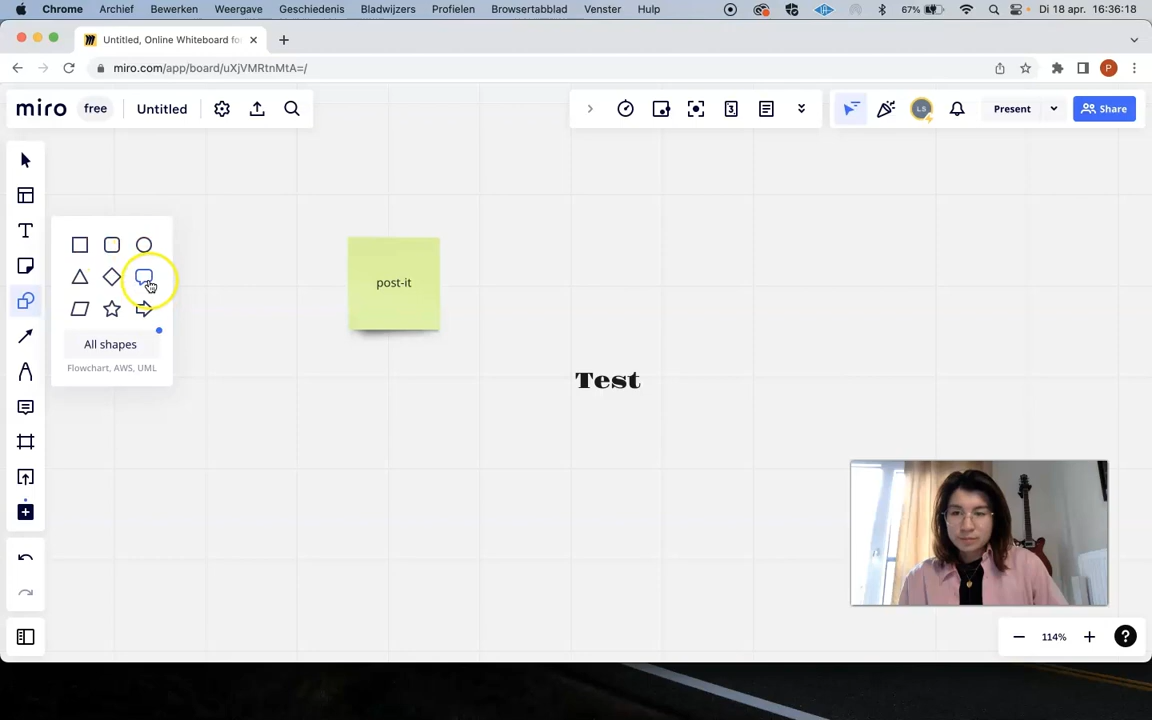 Chrome Archief Bewerken Weergave Geschiedenis Bladwijzers Profielen Browsertabblad Venster Hulp 67% Di 18 apr. 16:36:18
Untitled, Online Whiteboard fo
miro.com/app/board/uXjVMRtnMtA=/ P
miro free Untitled 3 LS Present Share
post-it
All shapes
Flowchart, AWS, UML
Test
114% ?